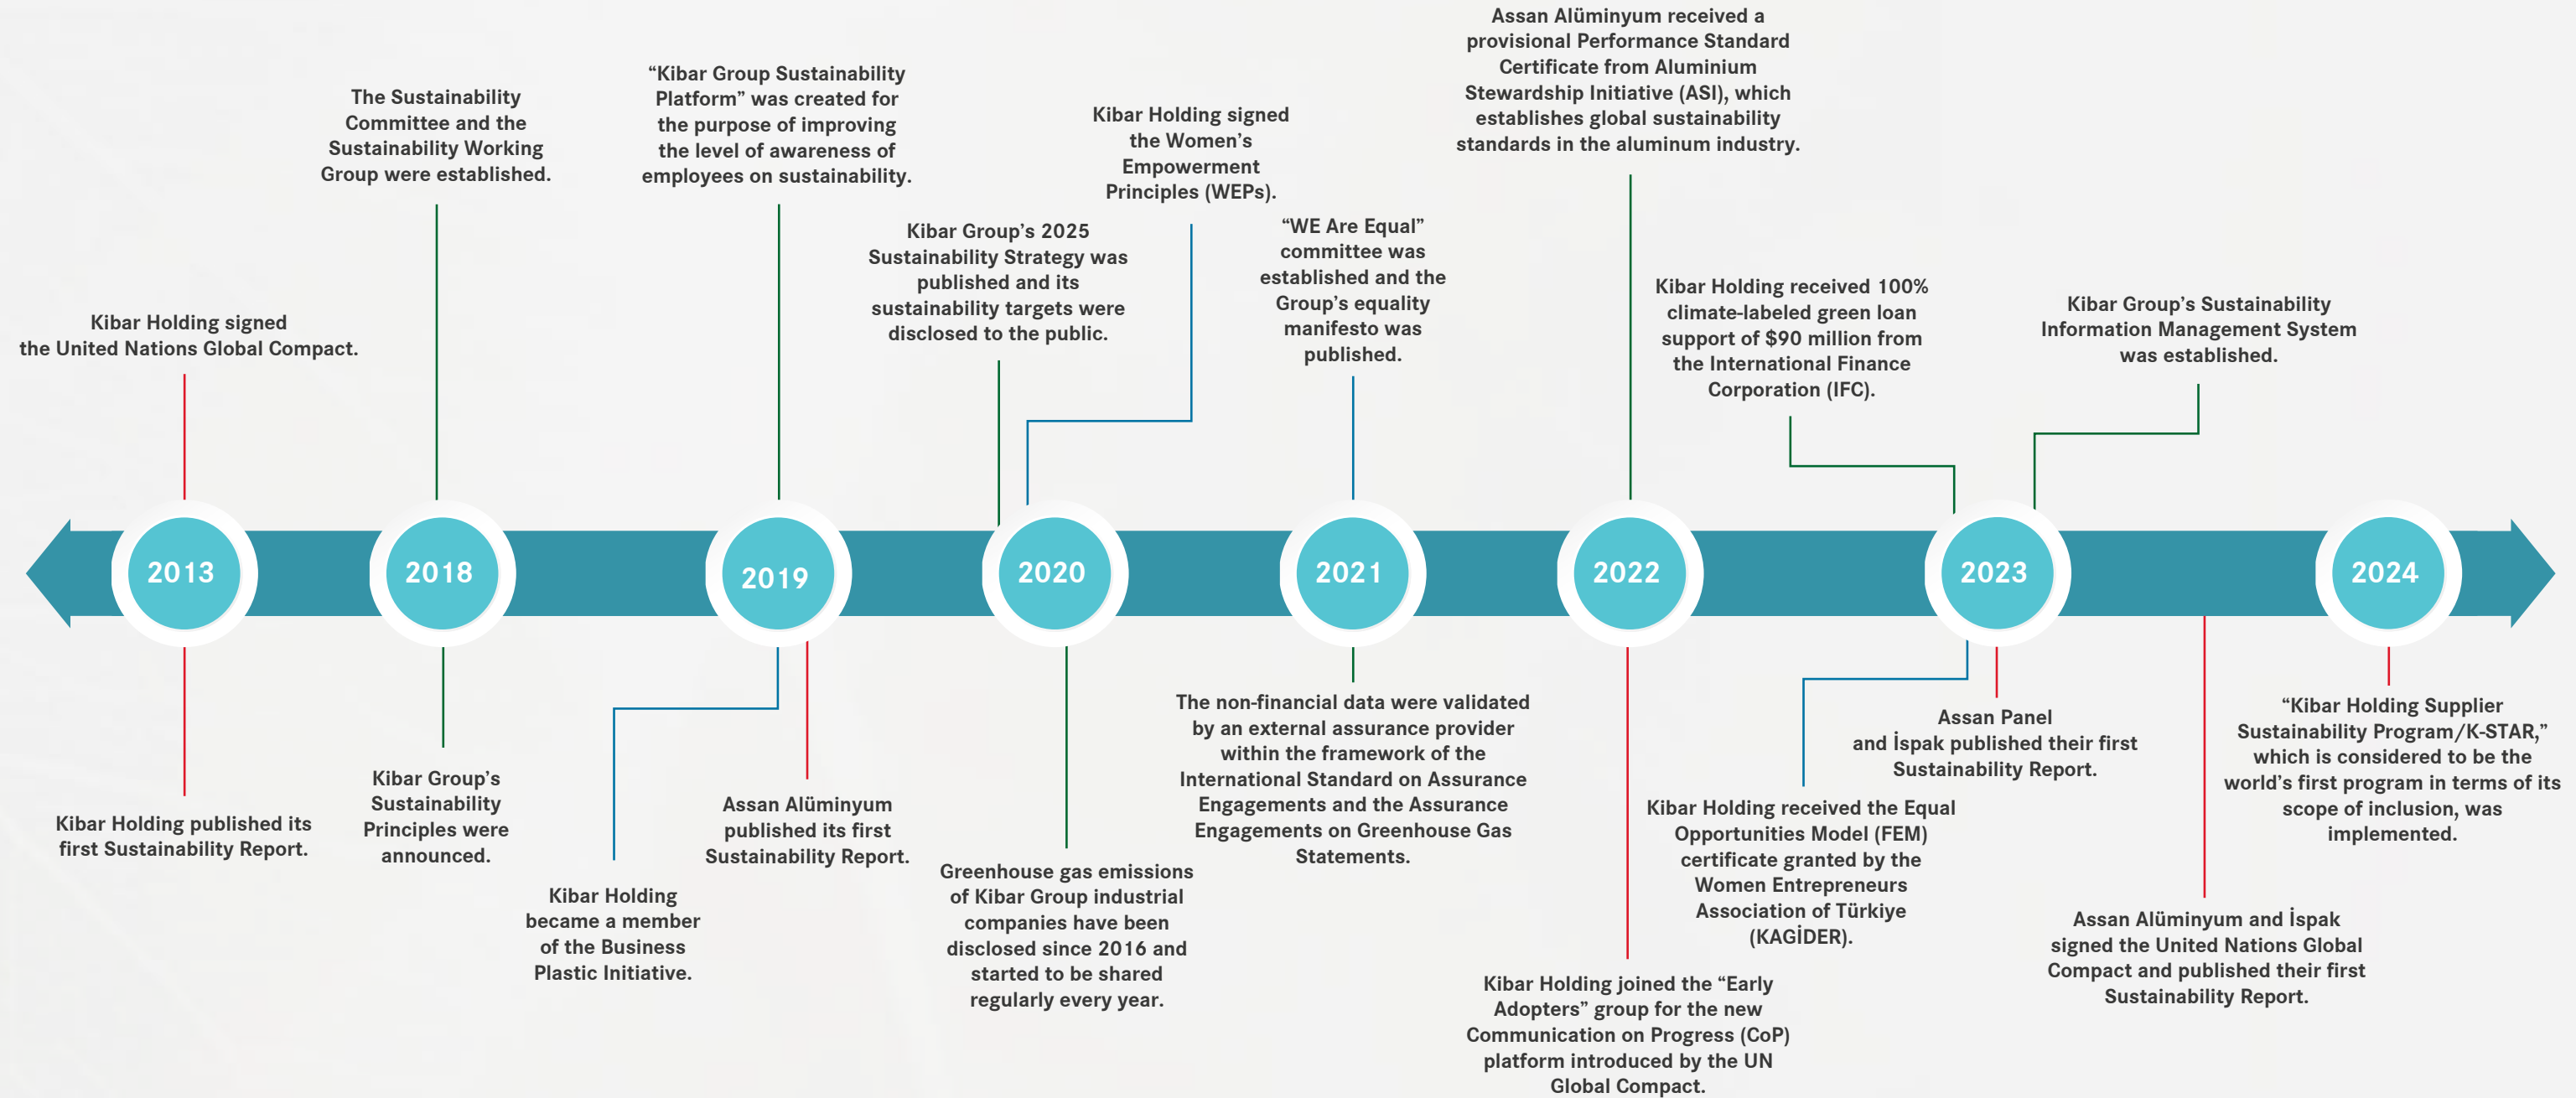 Kibar Holding signed
the United Nations Global Compact.
The Sustainability
Committee and the
Sustainability Working
Group were established.
“Kibar Group Sustainability
Platform” was created for
the purpose of improving
the level of awareness of
employees on sustainability.
Kibar Group’s 2025
Sustainability Strategy was
published and its
sustainability targets were
disclosed to the public.
Kibar Holding signed
the Women’s
Empowerment
Principles (WEPs).
“WE Are Equal”
committee was
established and the
Group’s equality
manifesto was
published.
Assan Alüminyum received a
provisional Performance Standard
Certificate from Aluminium
Stewardship Initiative (ASI), which
establishes global sustainability
standards in the aluminum industry.
Kibar Holding received 100%
climate-labeled green loan
support of $90 million from
the International Finance
Corporation (IFC).
Kibar Group’s Sustainability
Information Management System
was established.
2013
2018
2019
2020
2021
2022
2023
2024
Kibar Holding published its
first Sustainability Report.
Kibar Group’s
Sustainability
Principles were
announced.
Kibar Holding
became a member
of the Business
Plastic Initiative.
Assan Alüminyum
published its first
Sustainability Report.
Greenhouse gas emissions
of Kibar Group industrial
companies have been
disclosed since 2016 and
started to be shared
regularly every year.
The non-financial data were validated
by an external assurance provider
within the framework of the
International Standard on Assurance
Engagements and the Assurance
Engagements on Greenhouse Gas
Statements.
Kibar Holding joined the “Early
Adopters” group for the new
Communication on Progress (CoP)
platform introduced by the UN
Global Compact.
Kibar Holding received the Equal
Opportunities Model (FEM)
certificate granted by the
Women Entrepreneurs
Association of Türkiye
(KAGİDER).
Assan Panel
and İspak published their first
Sustainability Report.
Assan Alüminyum and İspak
signed the United Nations Global
Compact and published their first
Sustainability Report.
“Kibar Holding Supplier
Sustainability Program/K-STAR,”
which is considered to be the
world’s first program in terms of its
scope of inclusion, was
implemented.